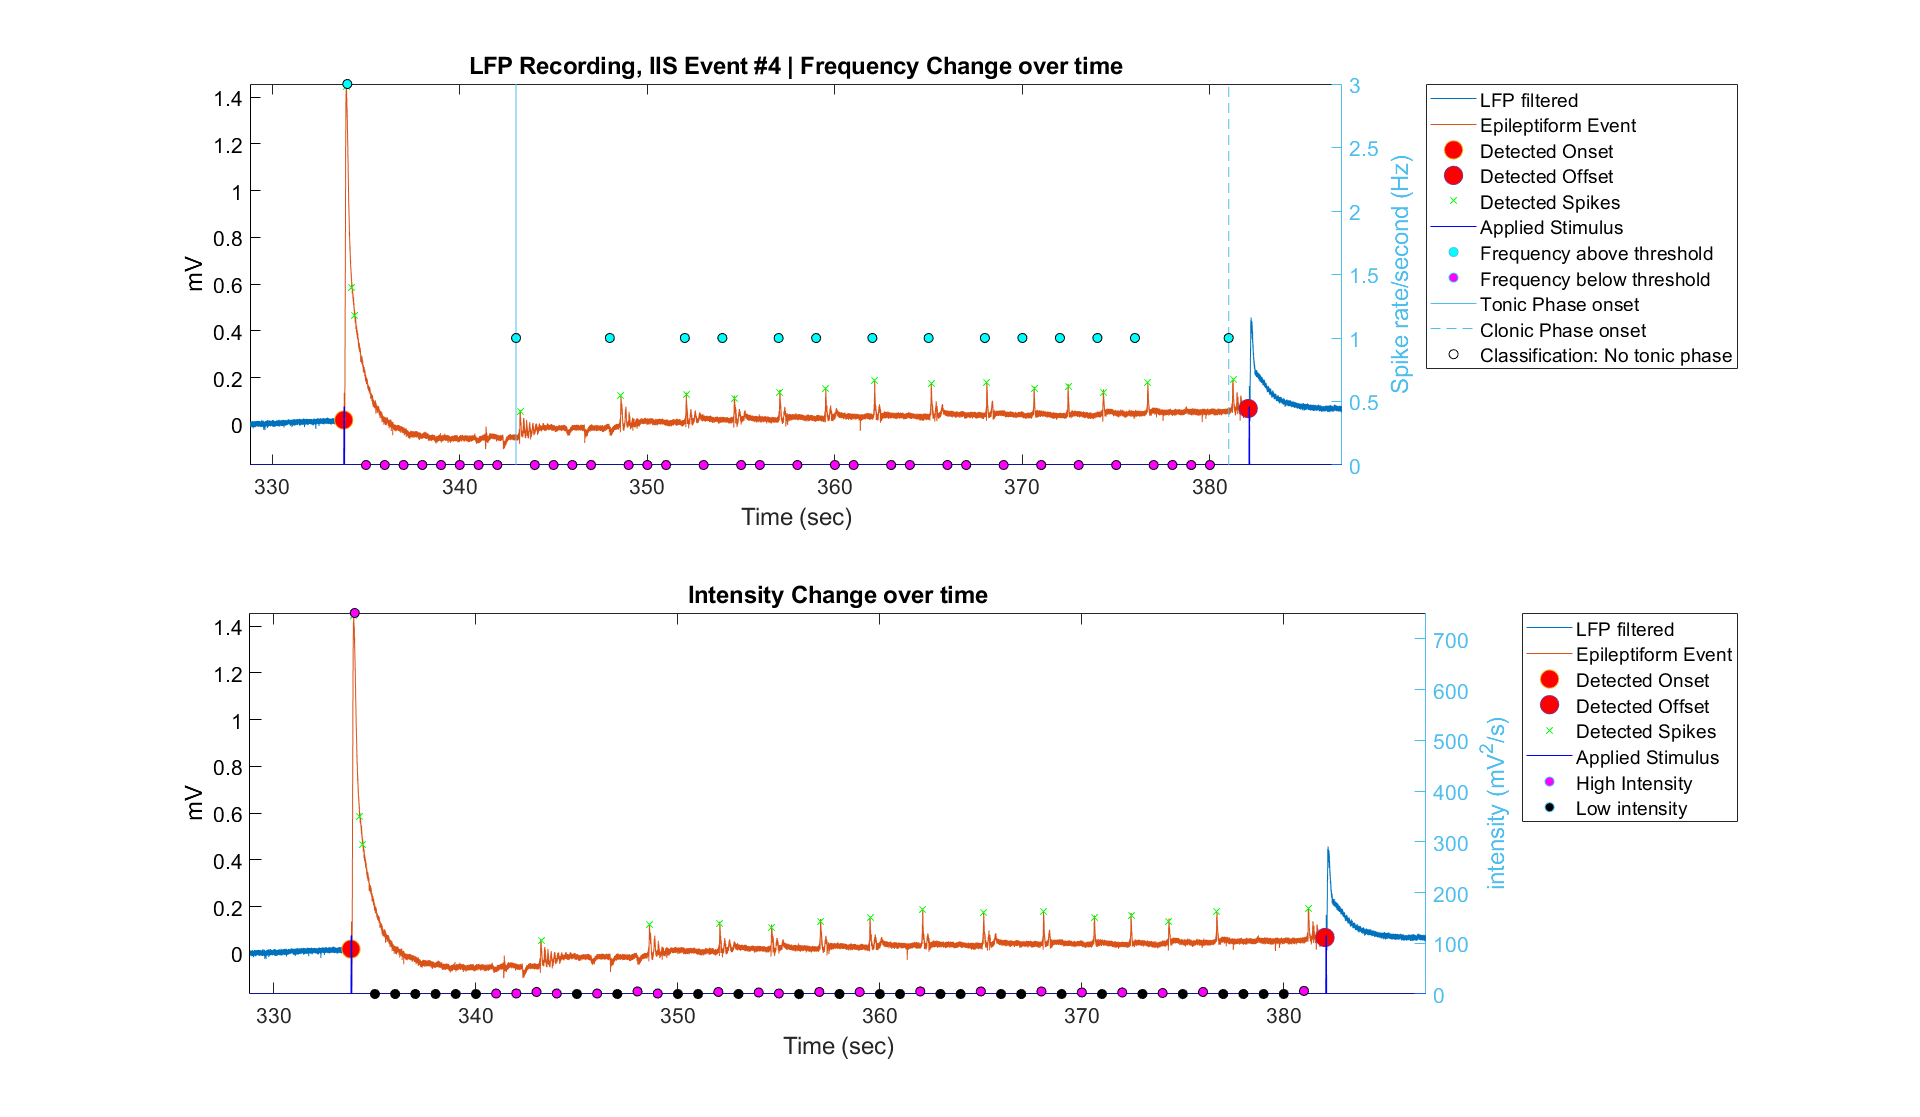 LFP Recording, IIS Event #4 | Frequency Change over time
1.4
1.2
1
0.8
0.6
0.4
0.2
0
mV
3
2.5
2
1.5
1
0.5
0
Spike rate/second (Hz)
330 340 350 360 370 380
Time (sec)
LFP filtered
Epileptiform Event
Detected Onset
Detected Offset
Detected Spikes
Applied Stimulus
Frequency above threshold
Frequency below threshold
Tonic Phase onset
Clonic Phase onset
Classification: No tonic phase
Intensity Change over time
1.4
1.2
1
0.8
0.6
0.4
0.2
0
mV
700
600
500
400
300
200
100
0
intensity (mV²/s)
330 340 350 360 370 380
Time (sec)
LFP filtered
Epileptiform Event
Detected Onset
Detected Offset
Detected Spikes
Applied Stimulus
High Intensity
Low intensity